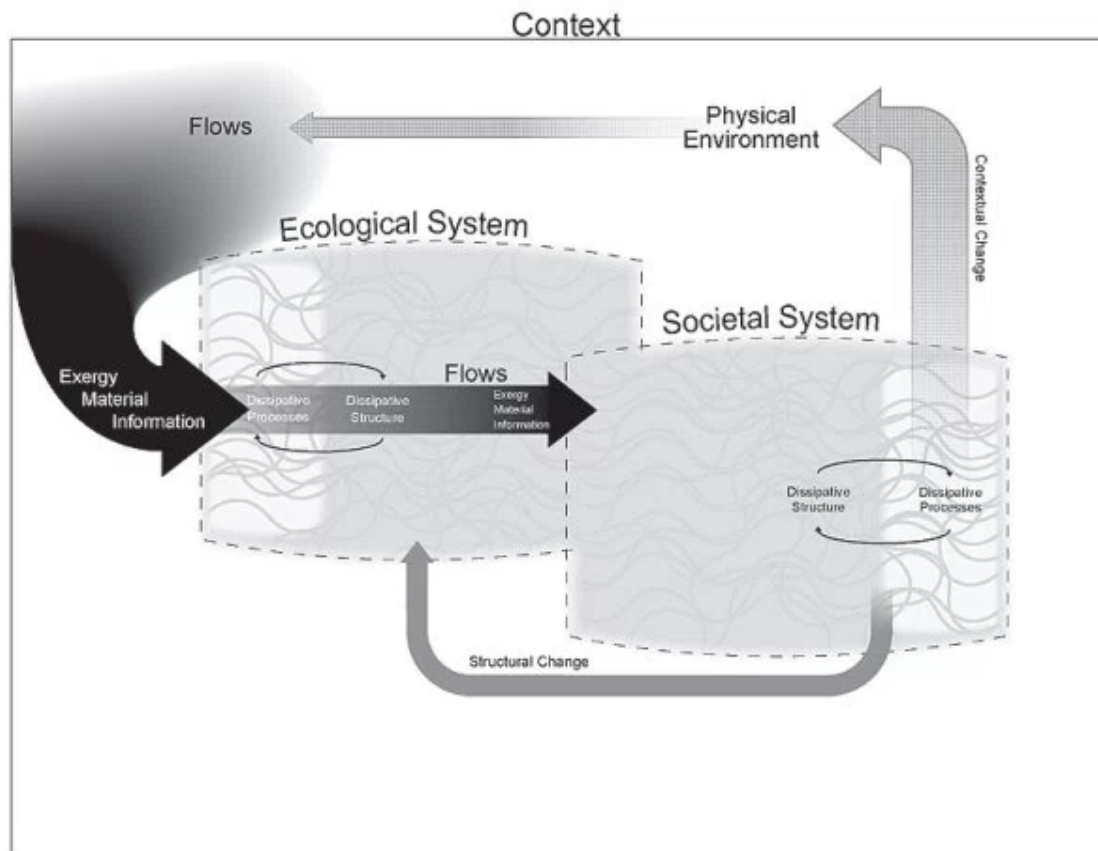 Context
Flows
Physical
Environment
Contextual Change
Ecological System
Societal System
Exergy
Material
Information
Flows
Dissipative
Processes
Dissipative
Structure
Exergy
Material
Information
Dissipative
Structure
Dissipative
Processes
Structural Change